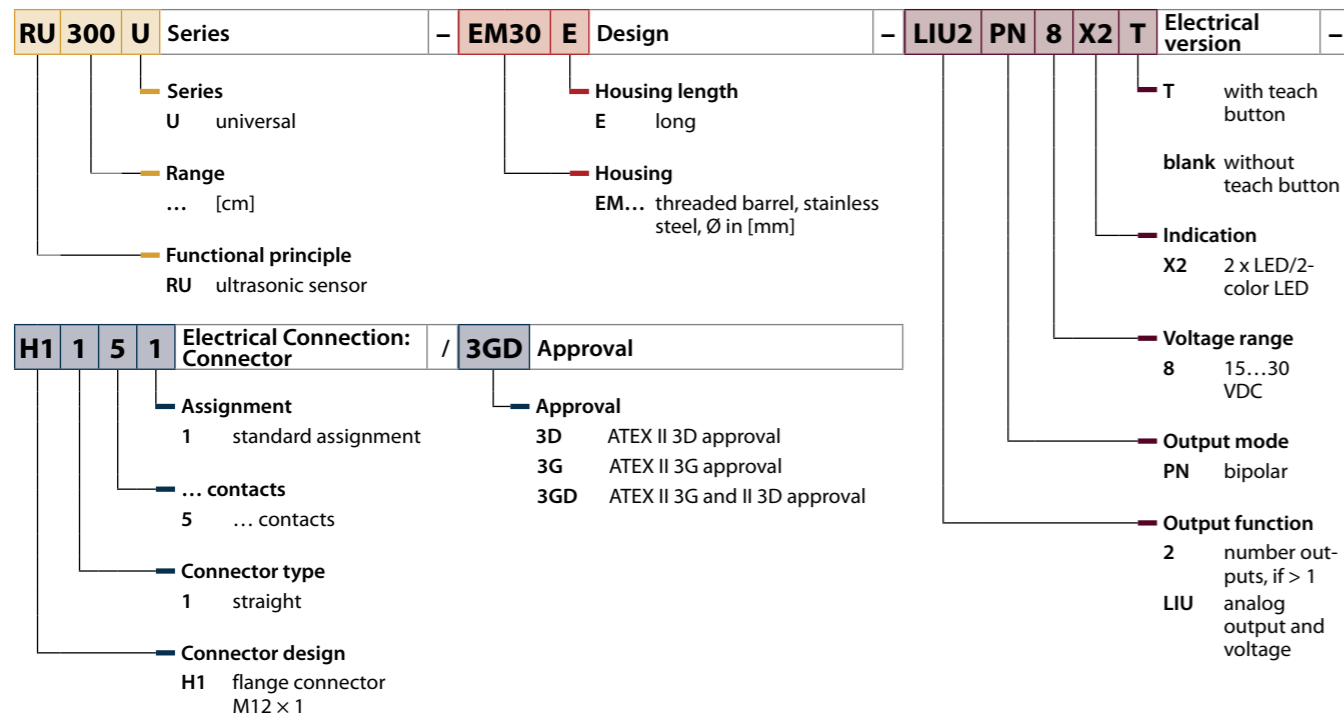 RU 300 U Series – EM30 E Design – LIU2 PN 8 X2 T Electrical version –
Series
U universal
Range
… [cm]
Functional principle
RU ultrasonic sensor
Housing length
E long
Housing
EM… threaded barrel, stainless
steel, Ø in [mm]
T with teach
button
blank without
teach button
Indication
X2 2 x LED/2-
color LED
Voltage range
8 15…30
VDC
Output mode
PN bipolar
Output function
2 number out-
puts, if > 1
LIU analog
output and
voltage
H1 1 5 1 Electrical Connection:
Connector / 3GD Approval
Assignment
1 standard assignment
… contacts
5 … contacts
Connector type
1 straight
Connector design
H1 flange connector
M12 × 1
Approval
3D ATEX II 3D approval
3G ATEX II 3G approval
3GD ATEX II 3G and II 3D approval